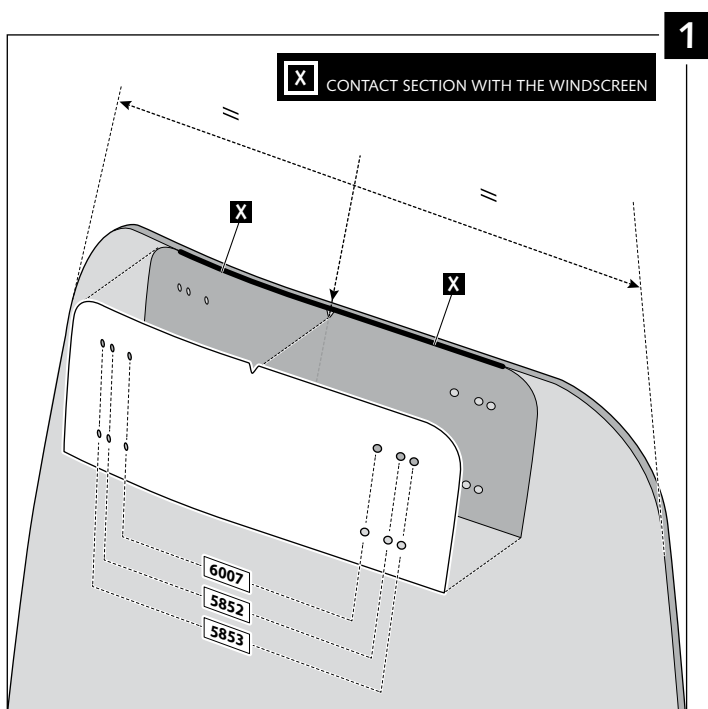 1
X CONTACT SECTION WITH THE WINDSCREEN
=
=
X
X
6007
5852
5853